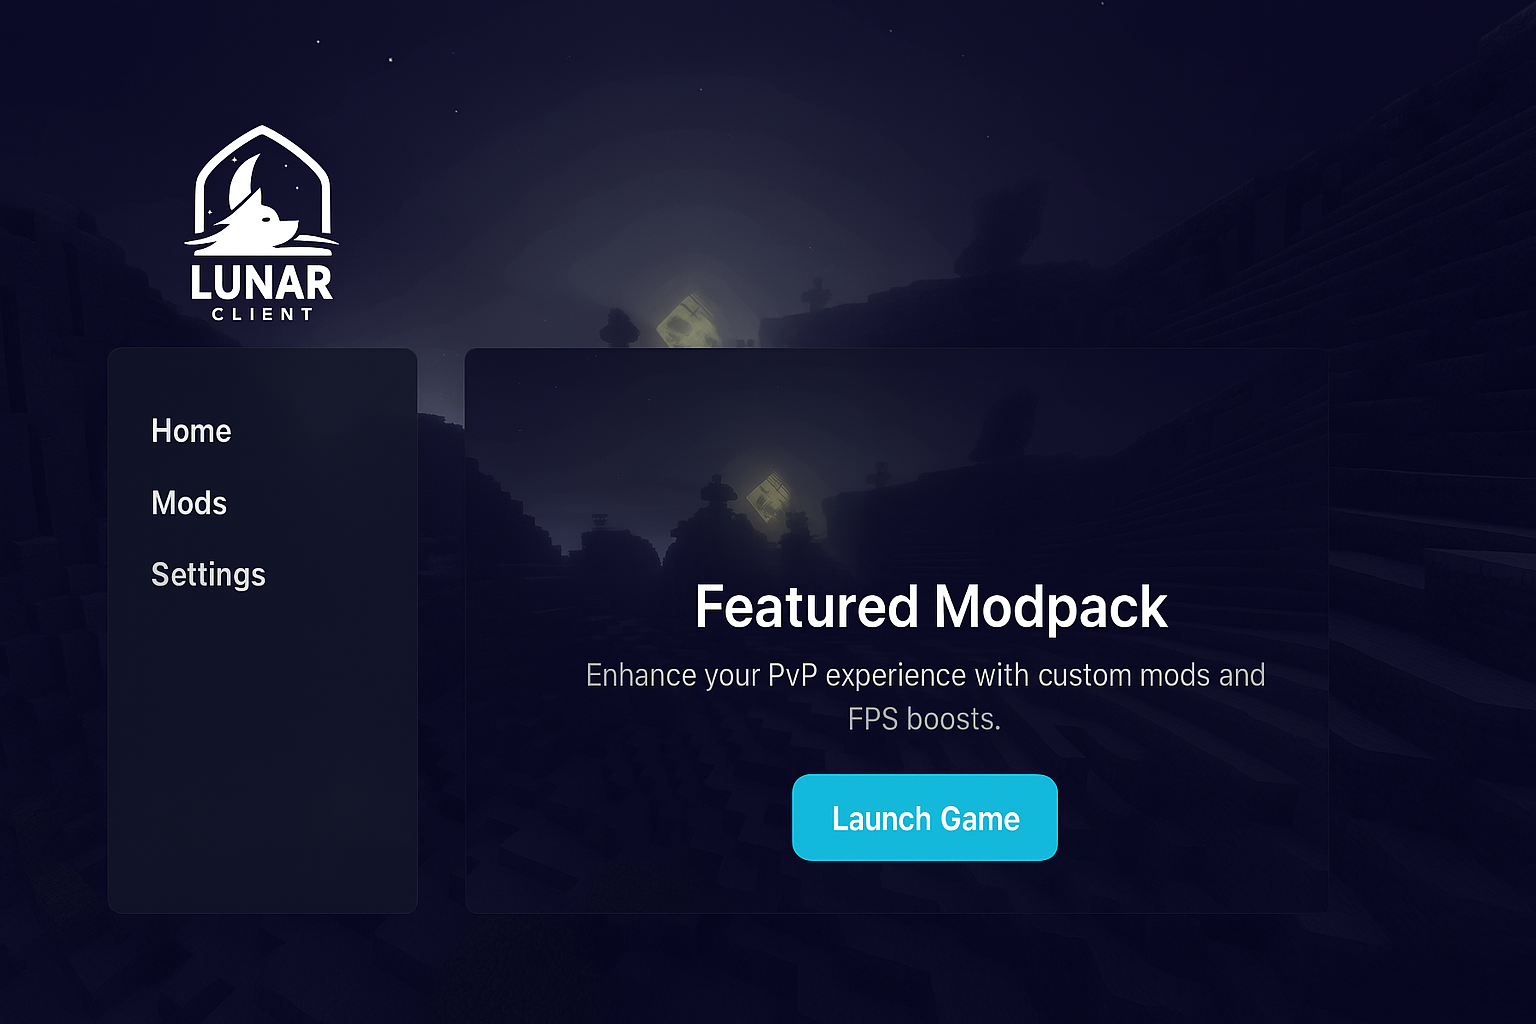 LUNAR
CLIENT
Home
Mods
Settings
Featured Modpack
Enhance your PvP experience with custom mods and
FPS boosts.
Launch Game